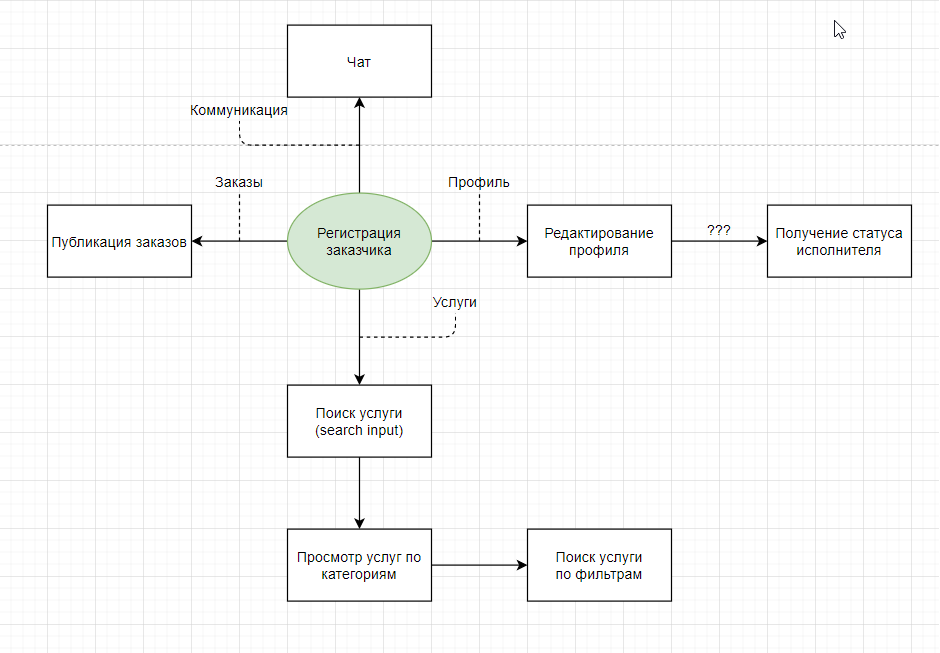 Чат
Коммуникация
Заказы
Профиль
Публикация заказов
Регистрация
заказчика
Редактирование
профиля
???
Получение статуса
исполнителя
Услуги
Поиск услуги
(search input)
Просмотр услуг по
категориям
Поиск услуги
по фильтрам